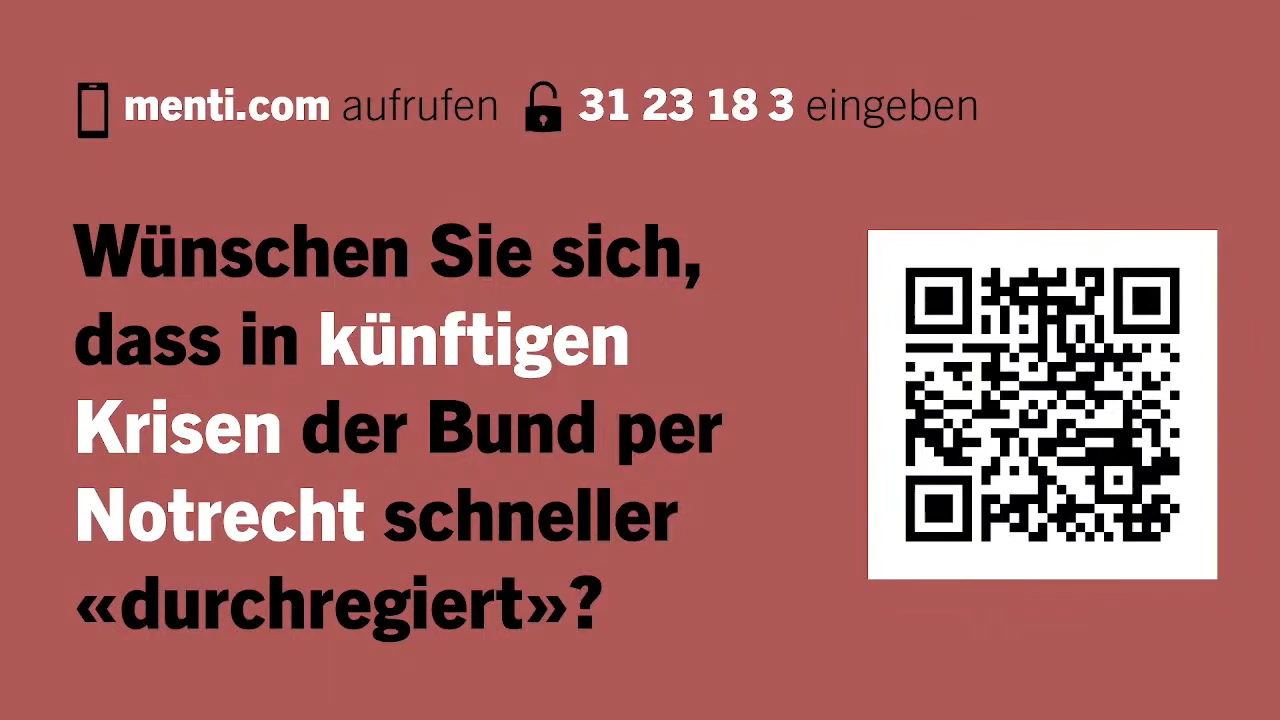 menti.com aufrufen 31 23 18 3 eingeben
Wünschen Sie sich,
dass in künftigen
Krisen der Bund per
Notrecht schneller
«durchregiert»?